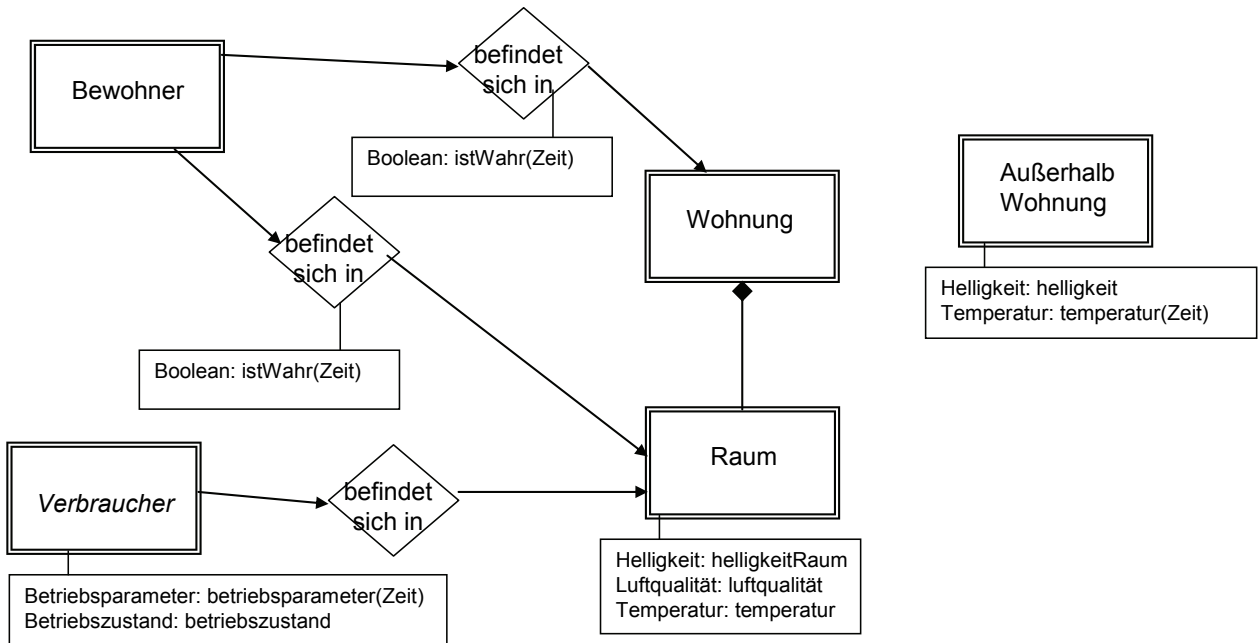 Bewohner
befindet
sich in
Boolean: istWahr(Zeit)
Außerhalb
Wohnung
Wohnung
befindet
sich in
Helligkeit: helligkeit
Temperatur: temperatur(Zeit)
Boolean: istWahr(Zeit)
Raum
Verbraucher
befindet
sich in
Helligkeit: helligkeitRaum
Luftqualität: luftqualität
Temperatur: temperatur
Betriebsparameter: betriebsparameter(Zeit)
Betriebszustand: betriebszustand